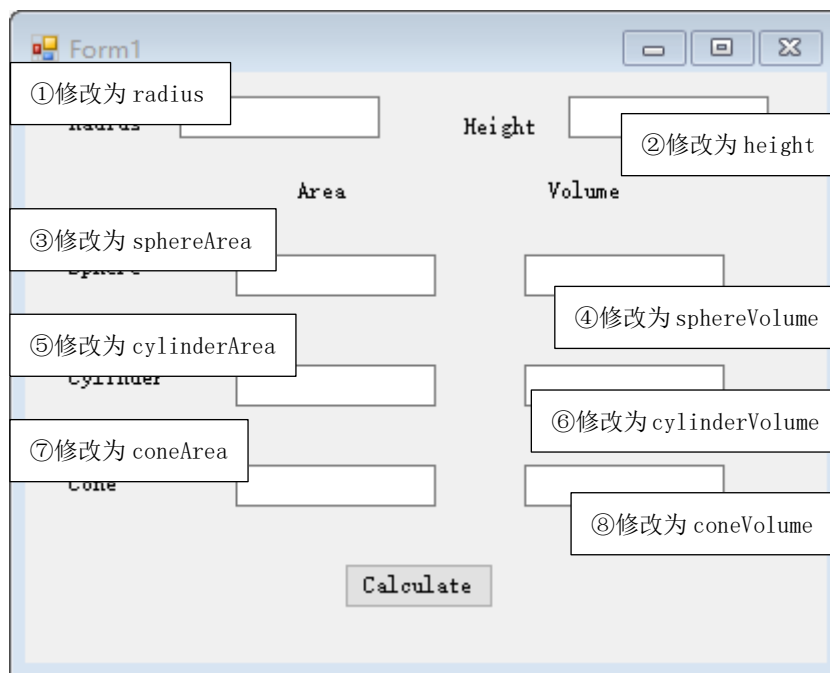 Form1
①修改为 radius
Height
②修改为 height
Area
Volume
③修改为 sphereArea
④修改为 sphereVolume
⑤修改为 cylinderArea
Cylinder
⑥修改为 cylinderVolume
⑦修改为 coneArea
Cone
⑧修改为 coneVolume
Calculate